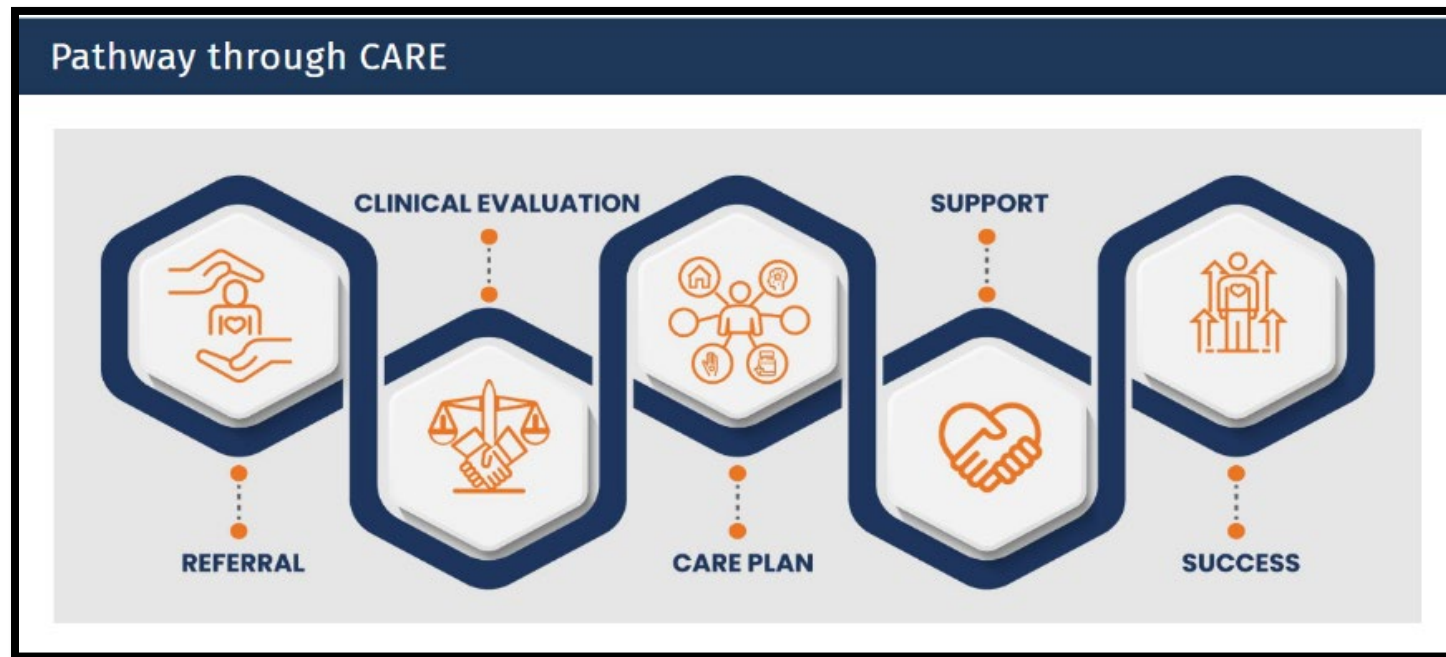 Pathway through CARE
REFERRAL
CLINICAL EVALUATION
CARE PLAN
SUPPORT
SUCCESS